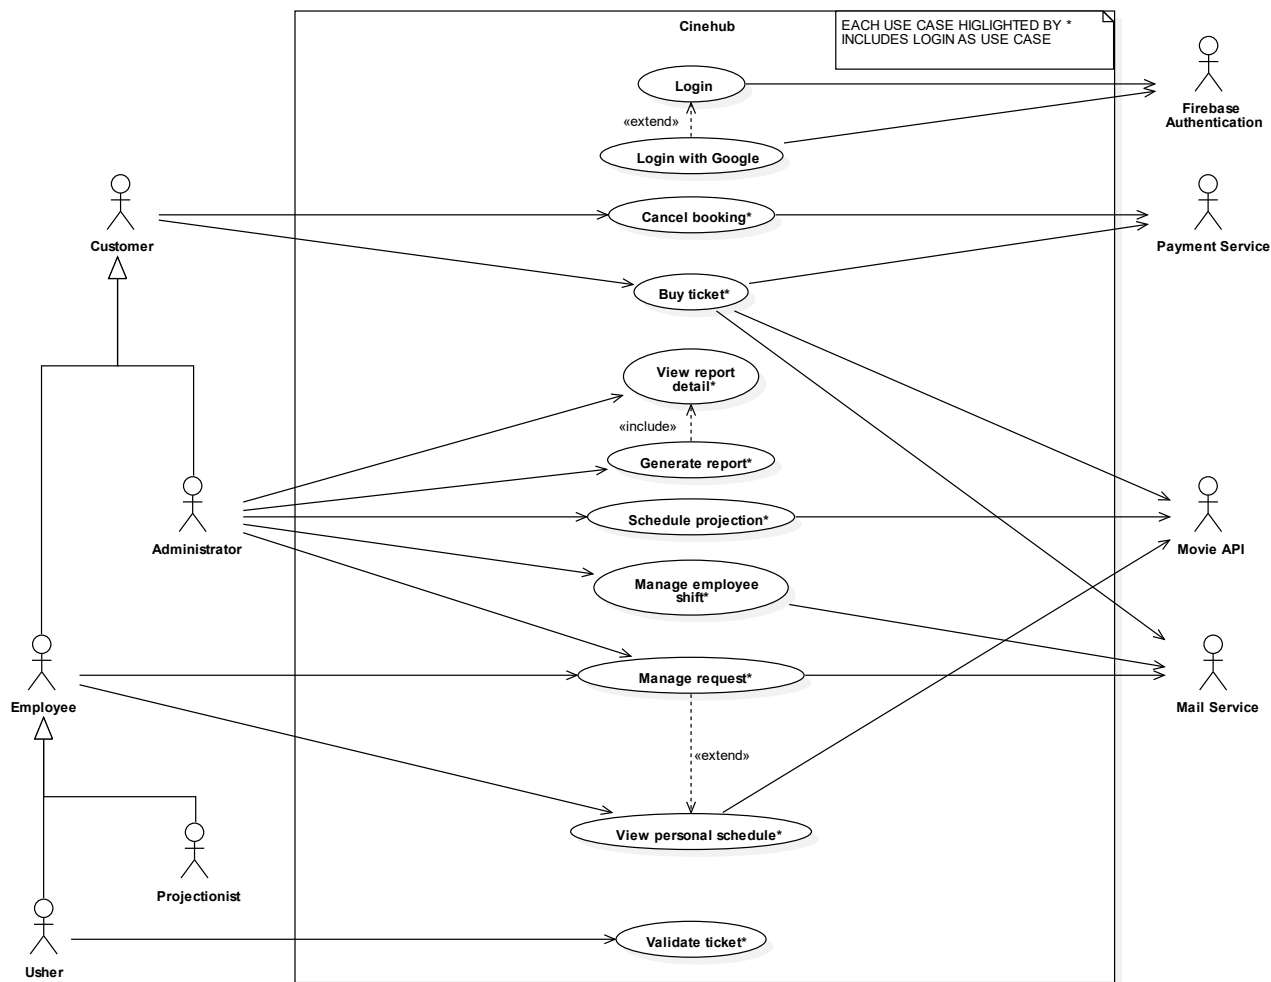 Cinehub
EACH USE CASE HIGLIGHTED BY *
INCLUDES LOGIN AS USE CASE
Login
Firebase
Authentication
«extend»
Login with Google
Customer
Cancel booking*
Payment Service
Buy ticket*
View report
detail*
«include»
Generate report*
Administrator
Schedule projection*
Movie API
Manage employee
shift*
Employee
Manage request*
Mail Service
«extend»
View personal schedule*
Projectionist
Usher
Validate ticket*